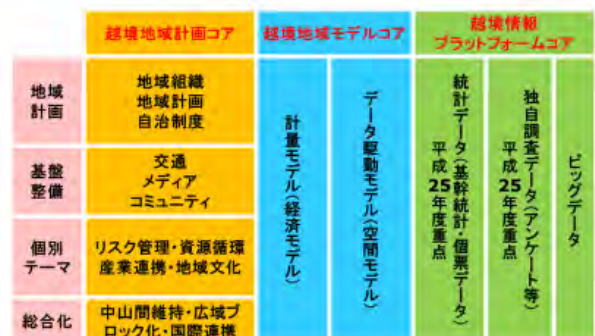 越境地域計画コア
越境地域モデルコア
越境情報
プラットフォームコア
地域
計画
地域組織
地域計画
自治制度
基盤
整備
交通
メディア
コミュニティ
個別
テーマ
リスク管理・資源循環
産業連携・地域文化
総合化
中山間維持・広域ブ
ロック化・国際連携
計量モデル(経済モデル)
データ駆動モデル(空間モデル)
統計データ(基幹統計・個票データ)
平成25年度重点
独自調査データ(アンケート等)
平成25年度重点
ビッグデータ